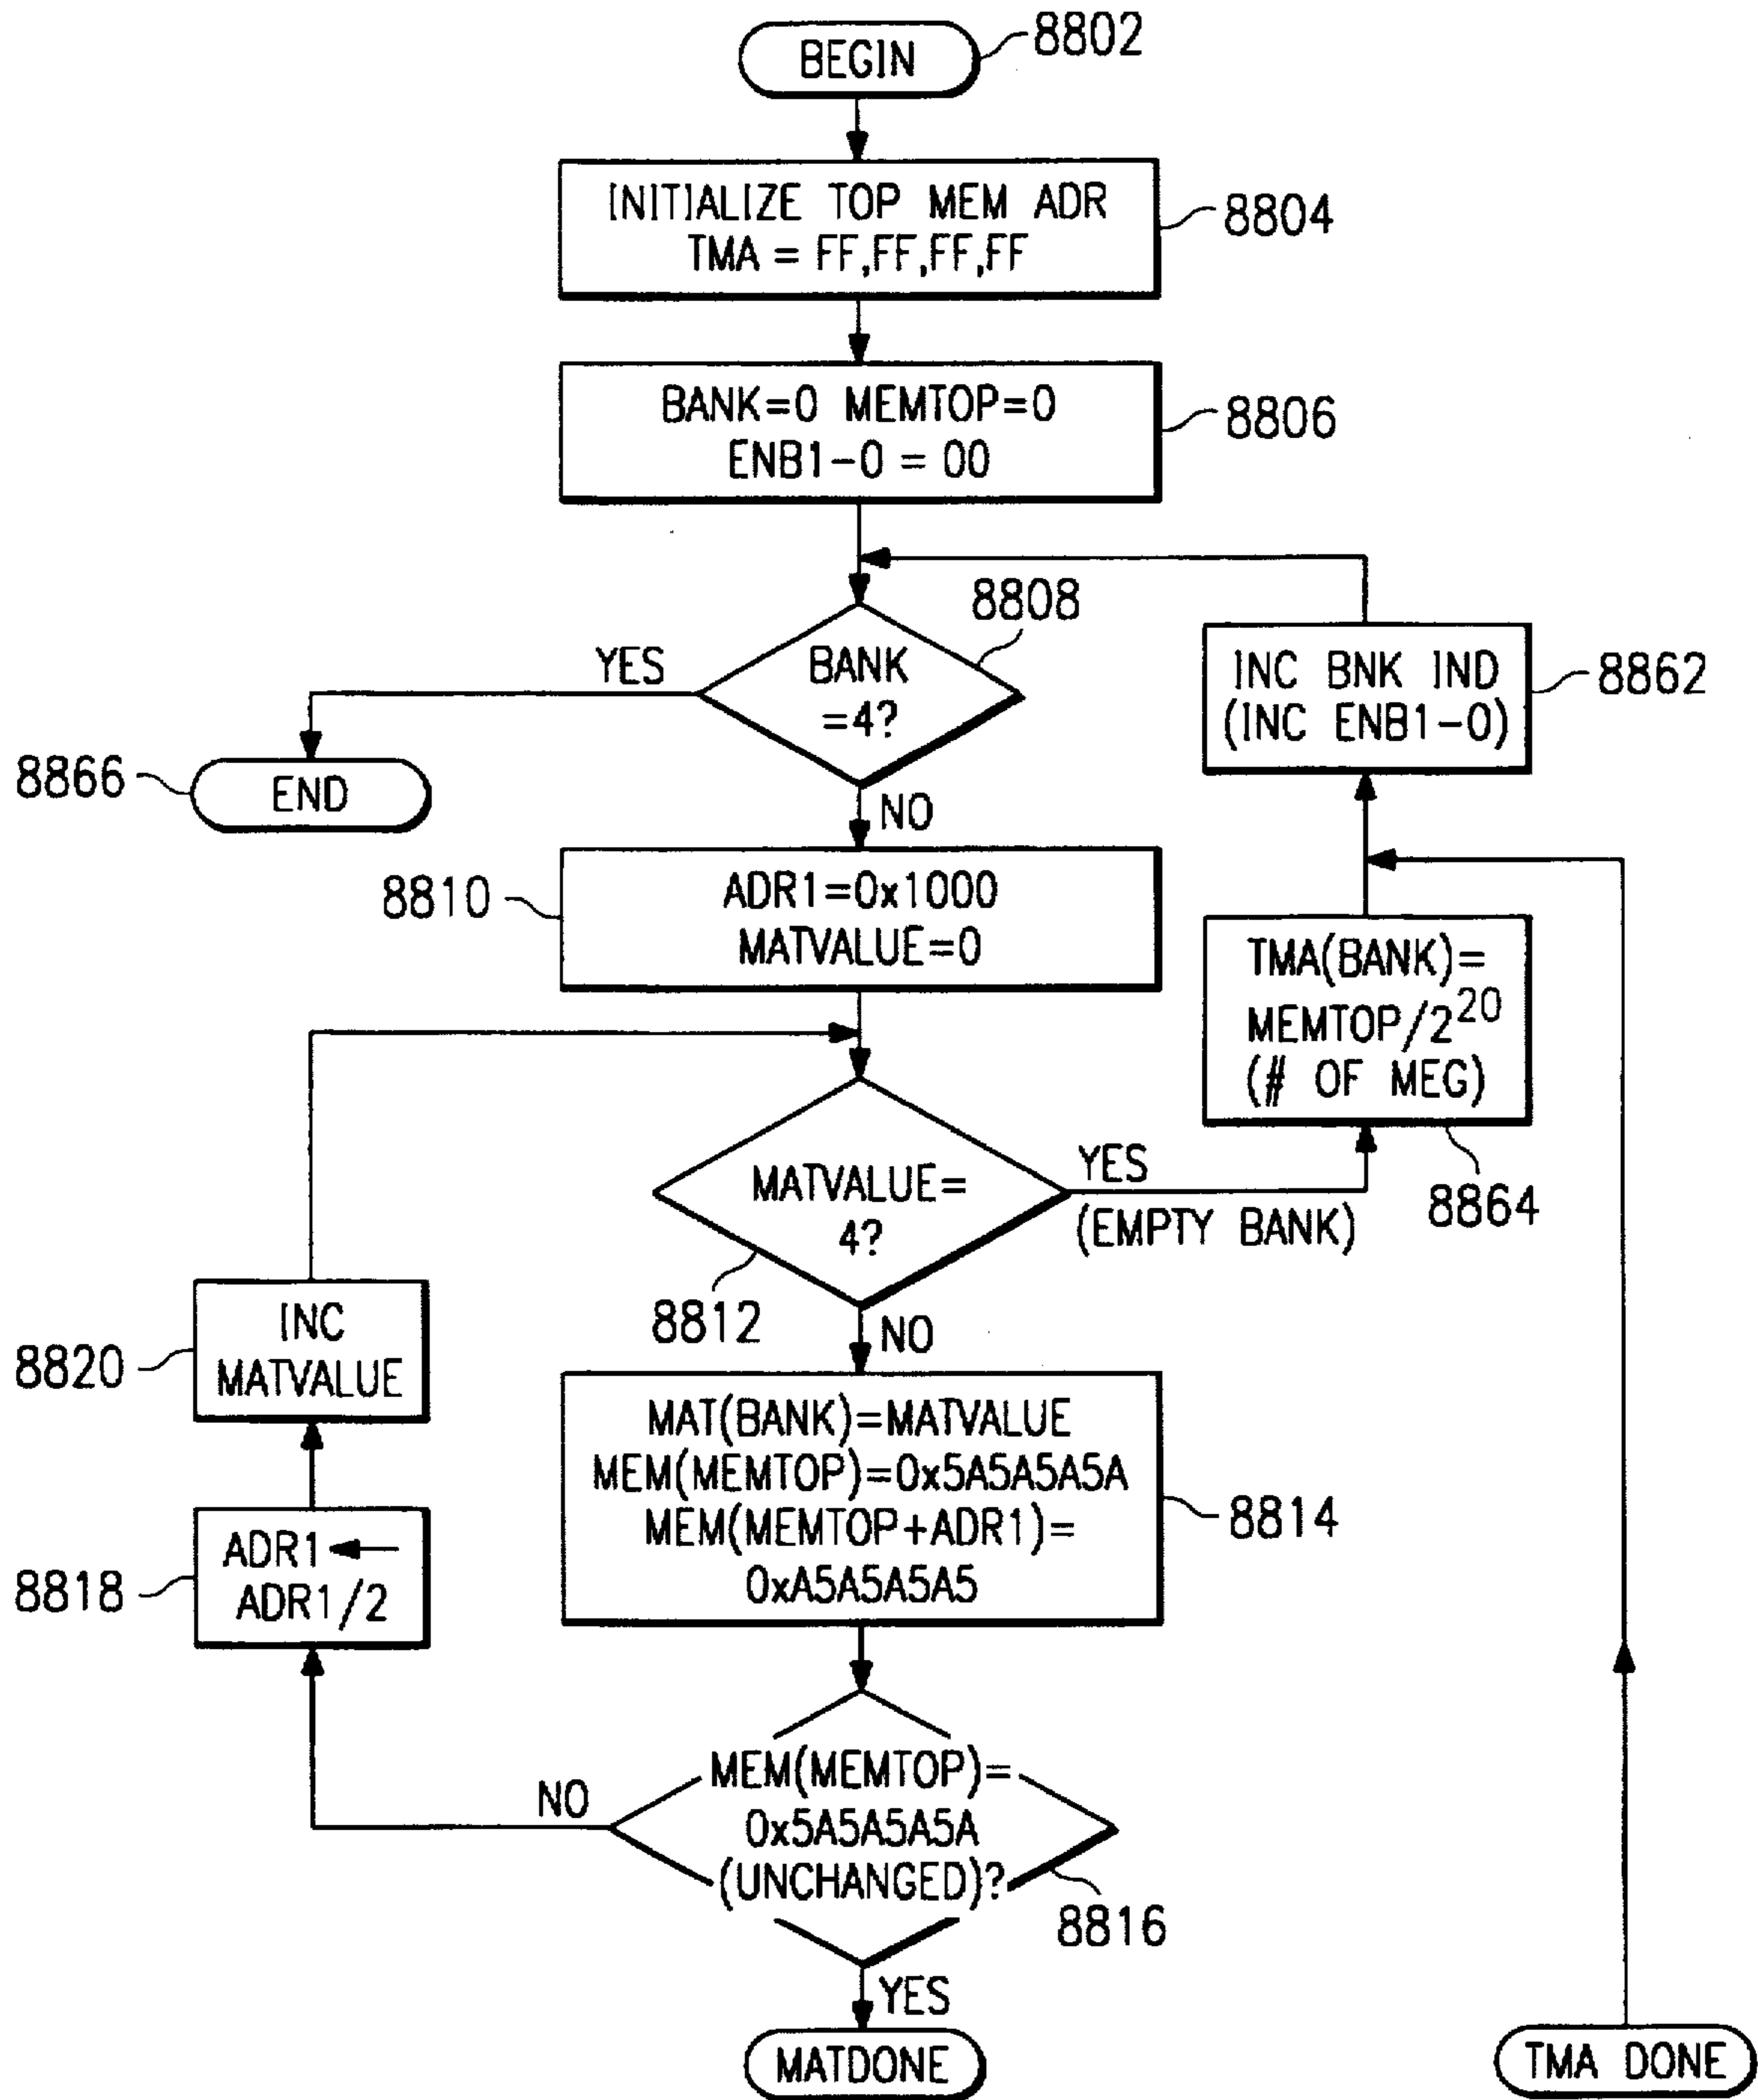 BEGIN
8802
INITIALIZE TOP MEM ADR
TMA = FF,FF,FF,FF
8804
BANK=0 MEMTOP=0
ENB1-0 = 00
8806
8808
BANK
=4?
YES
NO
8866
END
INC BNK IND
(INC ENB1-0)
8862
8810
ADR1=0x1000
MATVALUE=0
TMA(BANK)=
MEMTOP/2^20
(# OF MEG)
8864
MATVALUE=
4?
YES
(EMPTY BANK)
8812
NO
8820
INC
MATVALUE
MAT(BANK)=MATVALUE
MEM(MEMTOP)=0x5A5A5A5A
MEM(MEMTOP+ADR1)=
0xA5A5A5A5
8814
8818
ADR1 ←
ADR1/2
NO
MEM(MEMTOP)=
0x5A5A5A5A
(UNCHANGED)?
8816
YES
MATDONE
TMA DONE